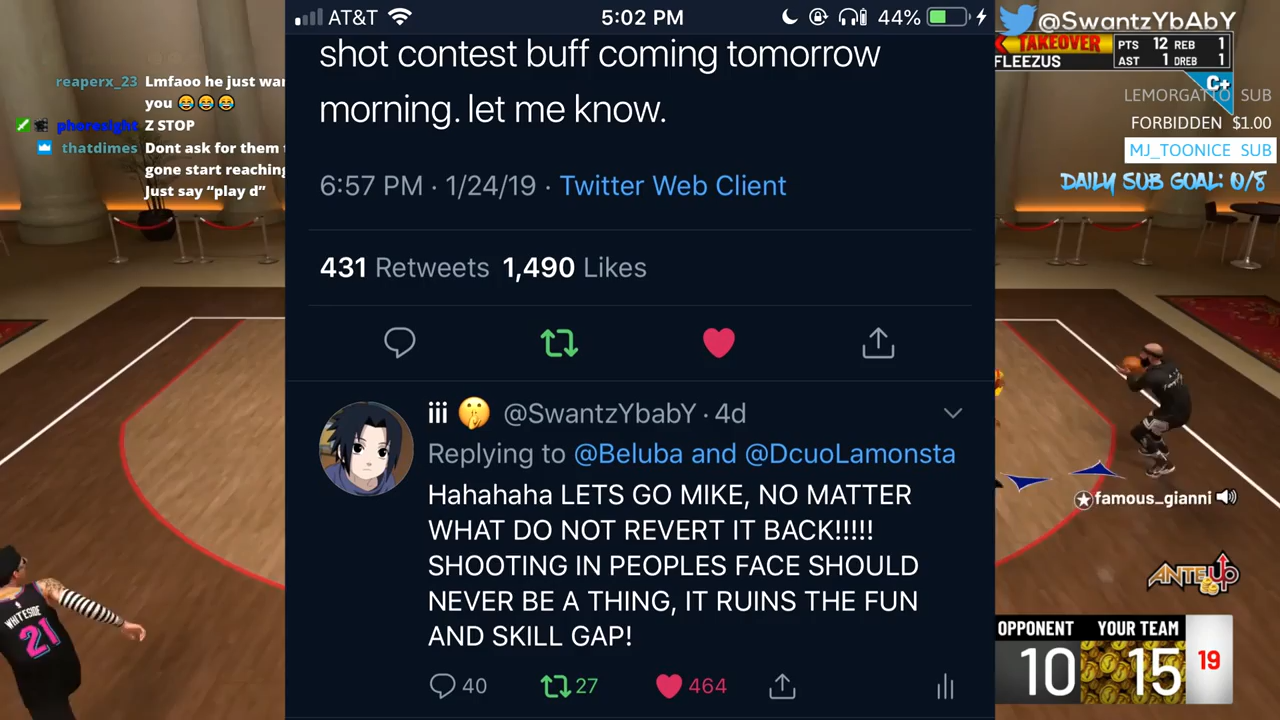 AT&T 5:02 PM 44%
shot contest buff coming tomorrow
morning. let me know.
6:57 PM · 1/24/19 · Twitter Web Client
431 Retweets 1,490 Likes
iii 🤫 @SwantzYbabY · 4d
Replying to @Beluba and @DcuoLamonsta
Hahahaha LETS GO MIKE, NO MATTER
WHAT DO NOT REVERT IT BACK!!!!!
SHOOTING IN PEOPLES FACE SHOULD
NEVER BE A THING, IT RUINS THE FUN
AND SKILL GAP!
40 27 464
reaperx_23 Lmfaoo he just wan
you 😂😂😂
phoresight Z STOP
thatdimes Dont ask for them
gone start reaching
Just say “play d”
WHITESIDE
21
@SwantzYbAbY
TAKEOVER PTS 12 REB 1
FLEEZUS AST 1 DREB 1
C+
LEMORGATTO SUB
FORBIDDEN $1.00
MJ_TOONICE SUB
DAILY SUB GOAL: 0/8
famous_gianni
ANTE UP
OPPONENT YOUR TEAM
10 15 19